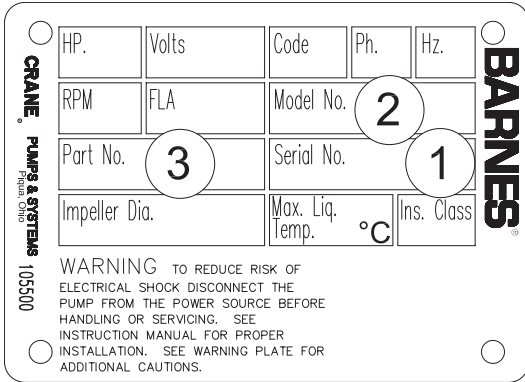 HP. Volts Code Ph. Hz.
RPM FLA Model No. 2
Part No. 3 Serial No. 1
Impeller Dia. Max. Liq. Temp. °C Ins. Class
WARNING TO REDUCE RISK OF
ELECTRICAL SHOCK DISCONNECT THE
PUMP FROM THE POWER SOURCE BEFORE
HANDLING OR SERVICING. SEE
INSTRUCTION MANUAL FOR PROPER
INSTALLATION. SEE WARNING PLATE FOR
ADDITIONAL CAUTIONS.
CRANE® PUMPS & SYSTEMS
Piqua, Ohio
105500
BARNES®